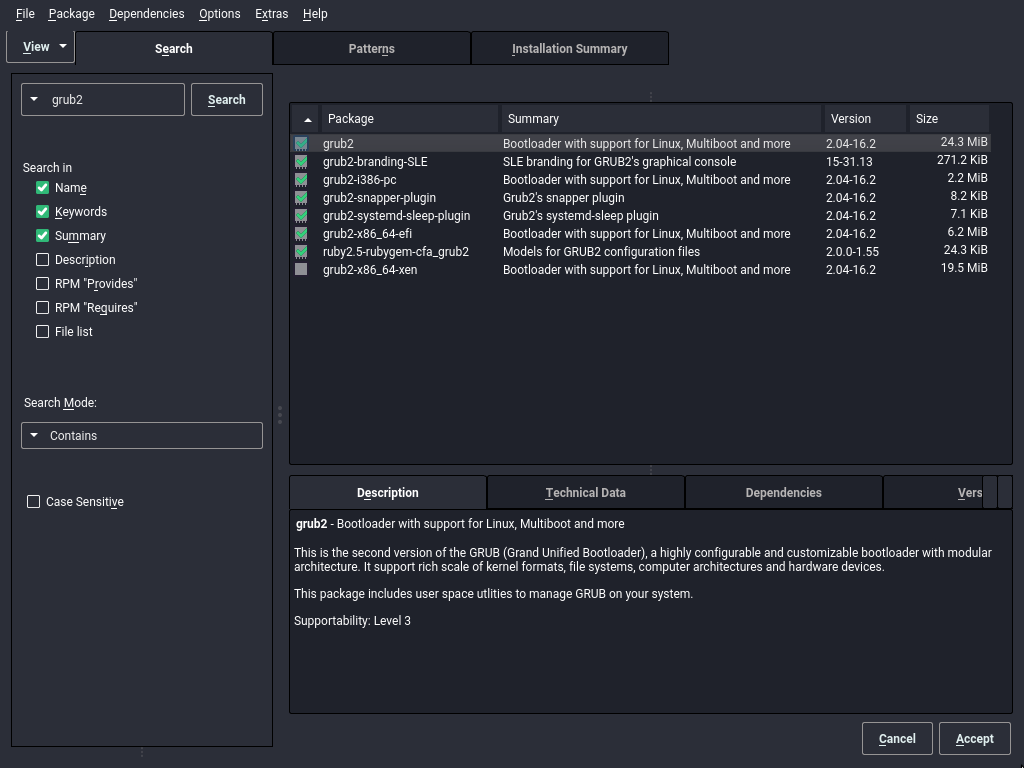 File Package Dependencies Options Extras Help
View Search Patterns Installation Summary
grub2 Search
Search in
Name
Keywords
Summary
Description
RPM "Provides"
RPM "Requires"
File list
Search Mode:
Contains
Case Sensitive
Package Summary Version Size
grub2 Bootloader with support for Linux, Multiboot and more 2.04-16.2 24.3 MiB
grub2-branding-SLE SLE branding for GRUB2's graphical console 15-31.13 271.2 KiB
grub2-i386-pc Bootloader with support for Linux, Multiboot and more 2.04-16.2 2.2 MiB
grub2-snapper-plugin Grub2's snapper plugin 2.04-16.2 8.2 KiB
grub2-systemd-sleep-plugin Grub2's systemd-sleep plugin 2.04-16.2 7.1 KiB
grub2-x86_64-efi Bootloader with support for Linux, Multiboot and more 2.04-16.2 6.2 MiB
ruby2.5-rubygem-cfa_grub2 Models for GRUB2 configuration files 2.0.0-1.55 24.3 KiB
grub2-x86_64-xen Bootloader with support for Linux, Multiboot and more 2.04-16.2 19.5 MiB
Description Technical Data Dependencies Vers
grub2 - Bootloader with support for Linux, Multiboot and more
This is the second version of the GRUB (Grand Unified Bootloader), a highly configurable and customizable bootloader with modular
architecture. It support rich scale of kernel formats, file systems, computer architectures and hardware devices.
This package includes user space utlities to manage GRUB on your system.
Supportability: Level 3
Cancel Accept